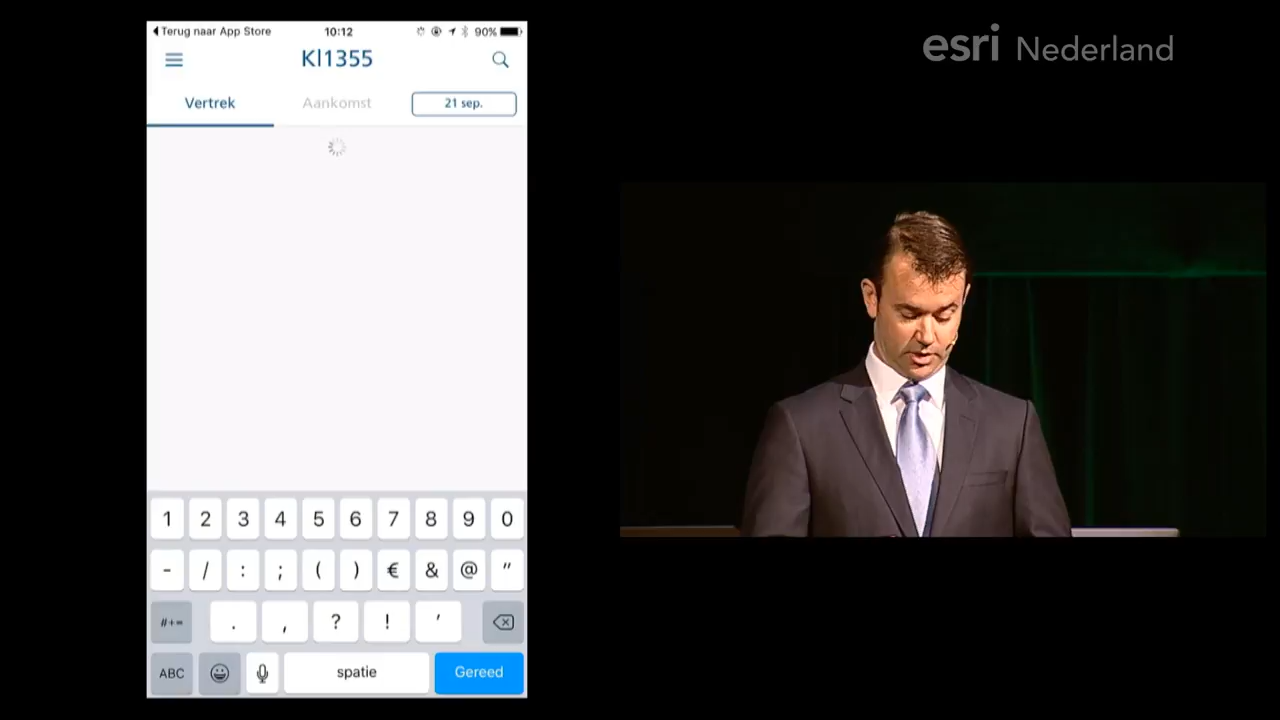 Terug naar App Store 10:12 90%
Kl1355
Vertrek Aankomst 21 sep.
1 2 3 4 5 6 7 8 9 0
- / : ; ( ) € & @ "
#+= . , ? ! '
ABC spatie Gereed
esri Nederland